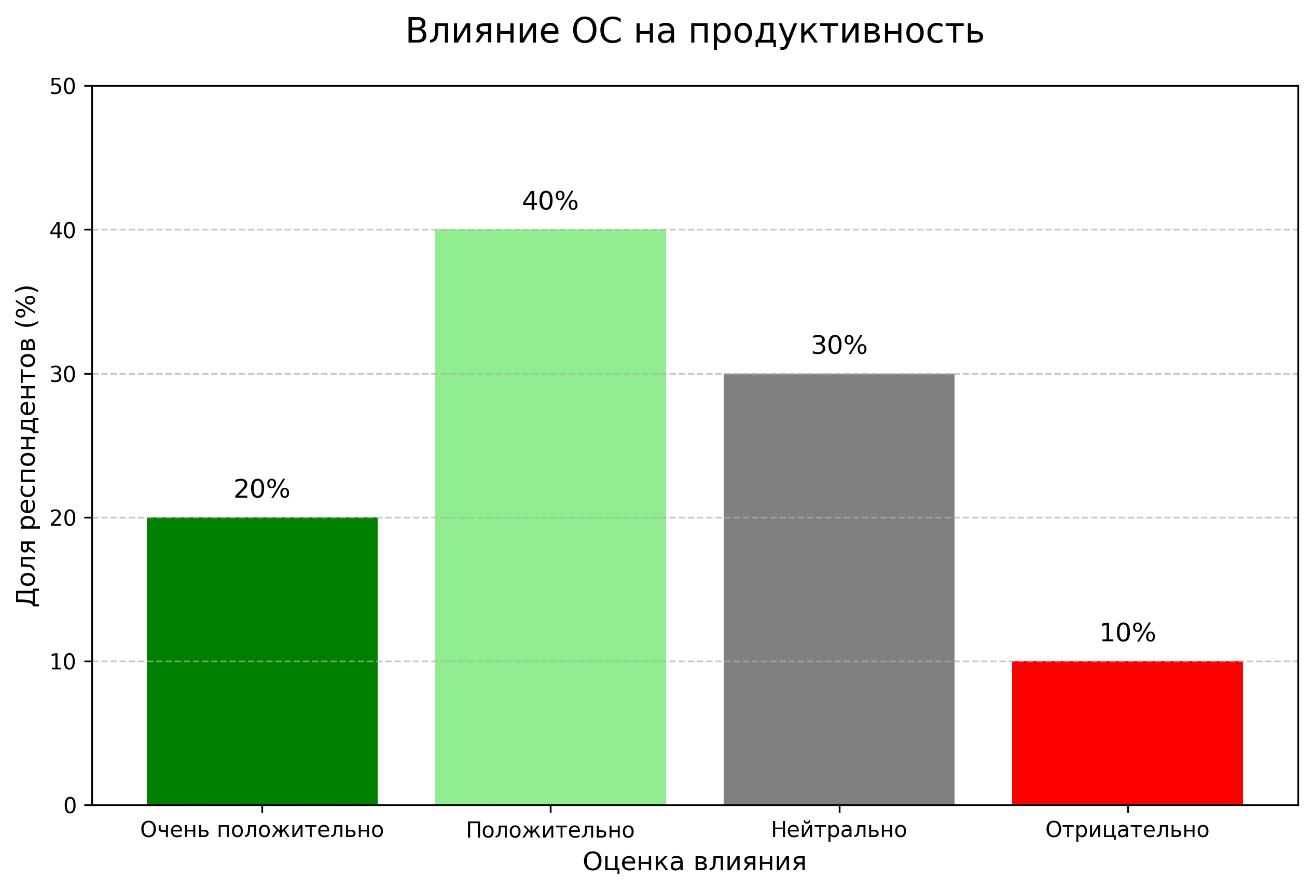 Влияние ОС на продуктивность
50
40
30
20
10
0
Доля респондентов (%)
20%
40%
30%
10%
Очень положительно
Положительно
Нейтрально
Отрицательно
Оценка влияния